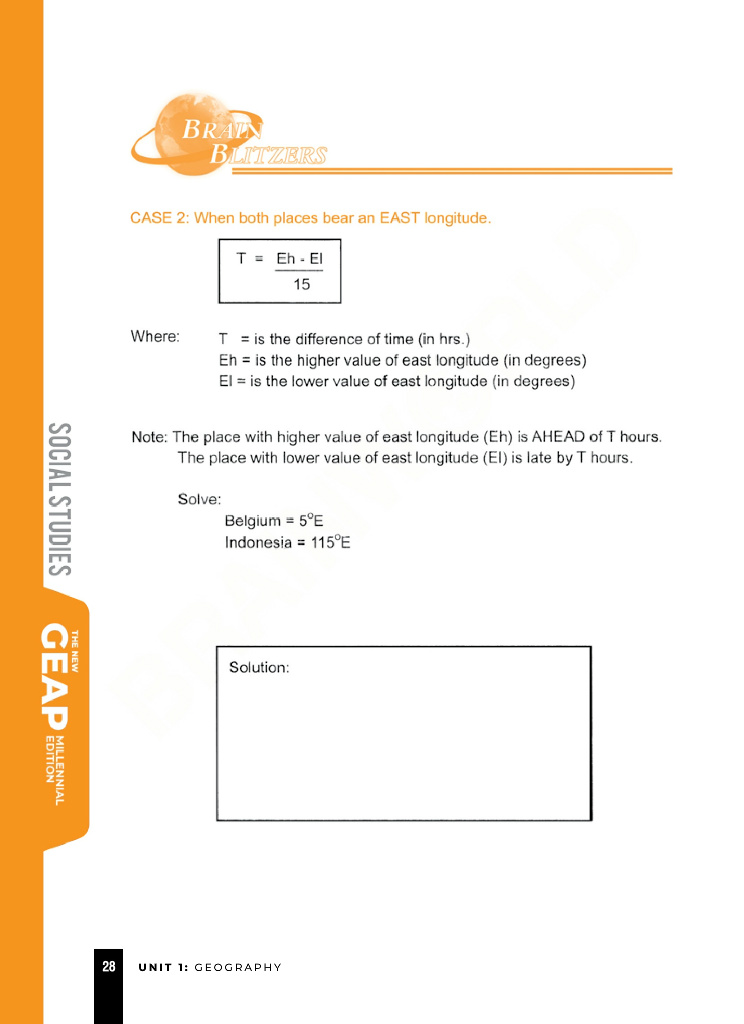 BRAIN
BLITZERS
CASE 2: When both places bear an EAST longitude.
T = Eh - El
15
Where: T = is the difference of time (in hrs.)
Eh = is the higher value of east longitude (in degrees)
El = is the lower value of east longitude (in degrees)
Note: The place with higher value of east longitude (Eh) is AHEAD of T hours.
The place with lower value of east longitude (El) is late by T hours.
Solve:
Belgium = 5°E
Indonesia = 115°E
Solution:
SOCIAL STUDIES
THE NEW
GEAP
MILLENNIAL
EDITION
28 UNIT 1: GEOGRAPHY